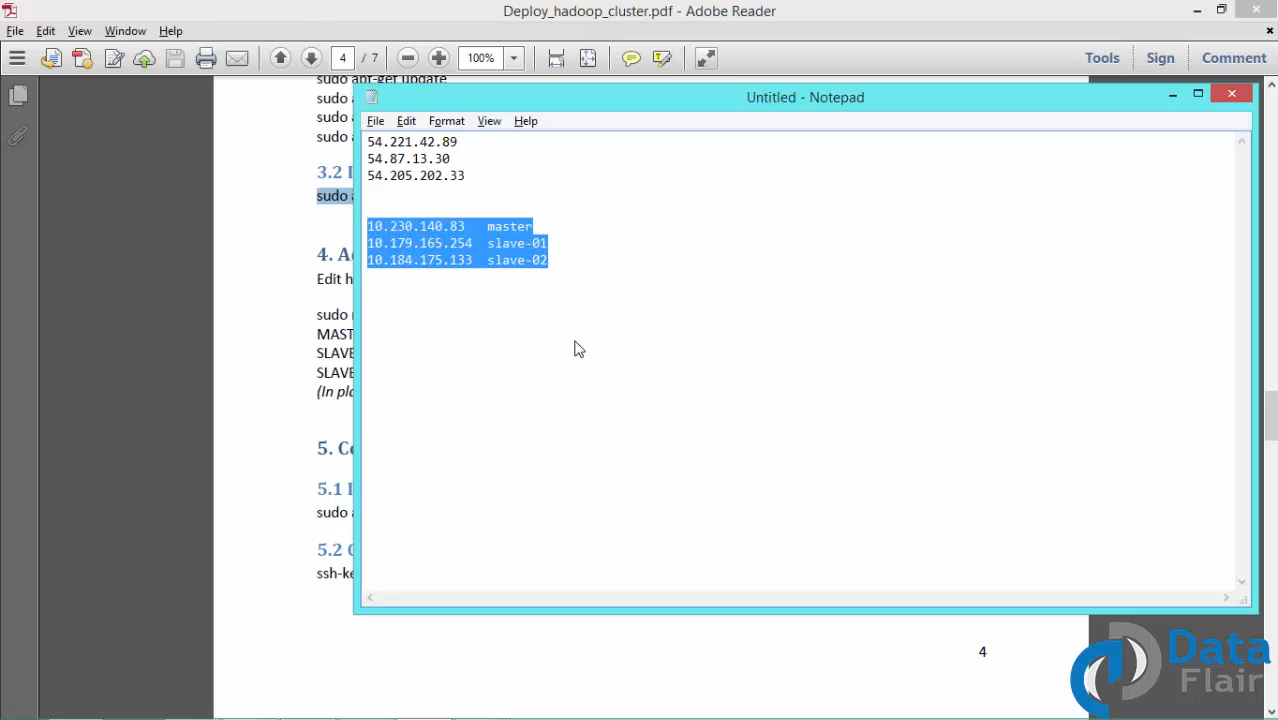 Deploy_hadoop_cluster.pdf - Adobe Reader
File Edit View Window Help
4 / 7 100% Tools Sign Comment
sudo apt-get update
sudo a
sudo a
sudo a
3.2
sudo a
4. A
Edit h
sudo
MAST
SLAVE
SLAVE
(In pla
5. C
5.1
sudo a
5.2
ssh-ke
4
Untitled - Notepad
File Edit Format View Help
54.221.42.89
54.87.13.30
54.205.202.33
10.230.140.83 master
10.179.165.254 slave-01
10.184.175.133 slave-02
Data
Flair